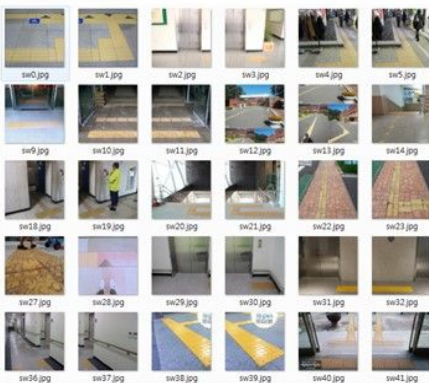 sw0.jpg sw1.jpg sw2.jpg sw3.jpg sw4.jpg sw5.jpg
sw9.jpg sw10.jpg sw11.jpg sw12.jpg sw13.jpg sw14.jpg
sw18.jpg sw19.jpg sw20.jpg sw21.jpg sw22.jpg sw23.jpg
sw27.jpg sw28.jpg sw29.jpg sw30.jpg sw31.jpg sw32.jpg
sw36.jpg sw37.jpg sw38.jpg sw39.jpg sw40.jpg sw41.jpg